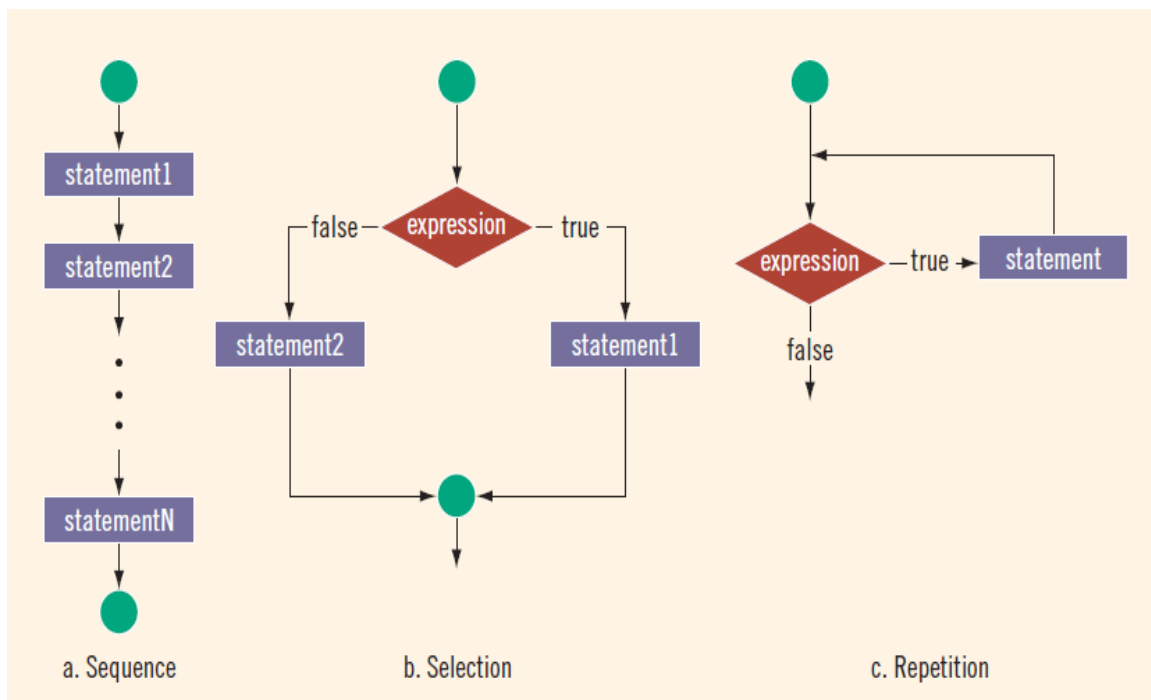 statement1
statement2
statementN
a. Sequence
expression
false
true
statement2
statement1
b. Selection
expression
true
statement
false
c. Repetition